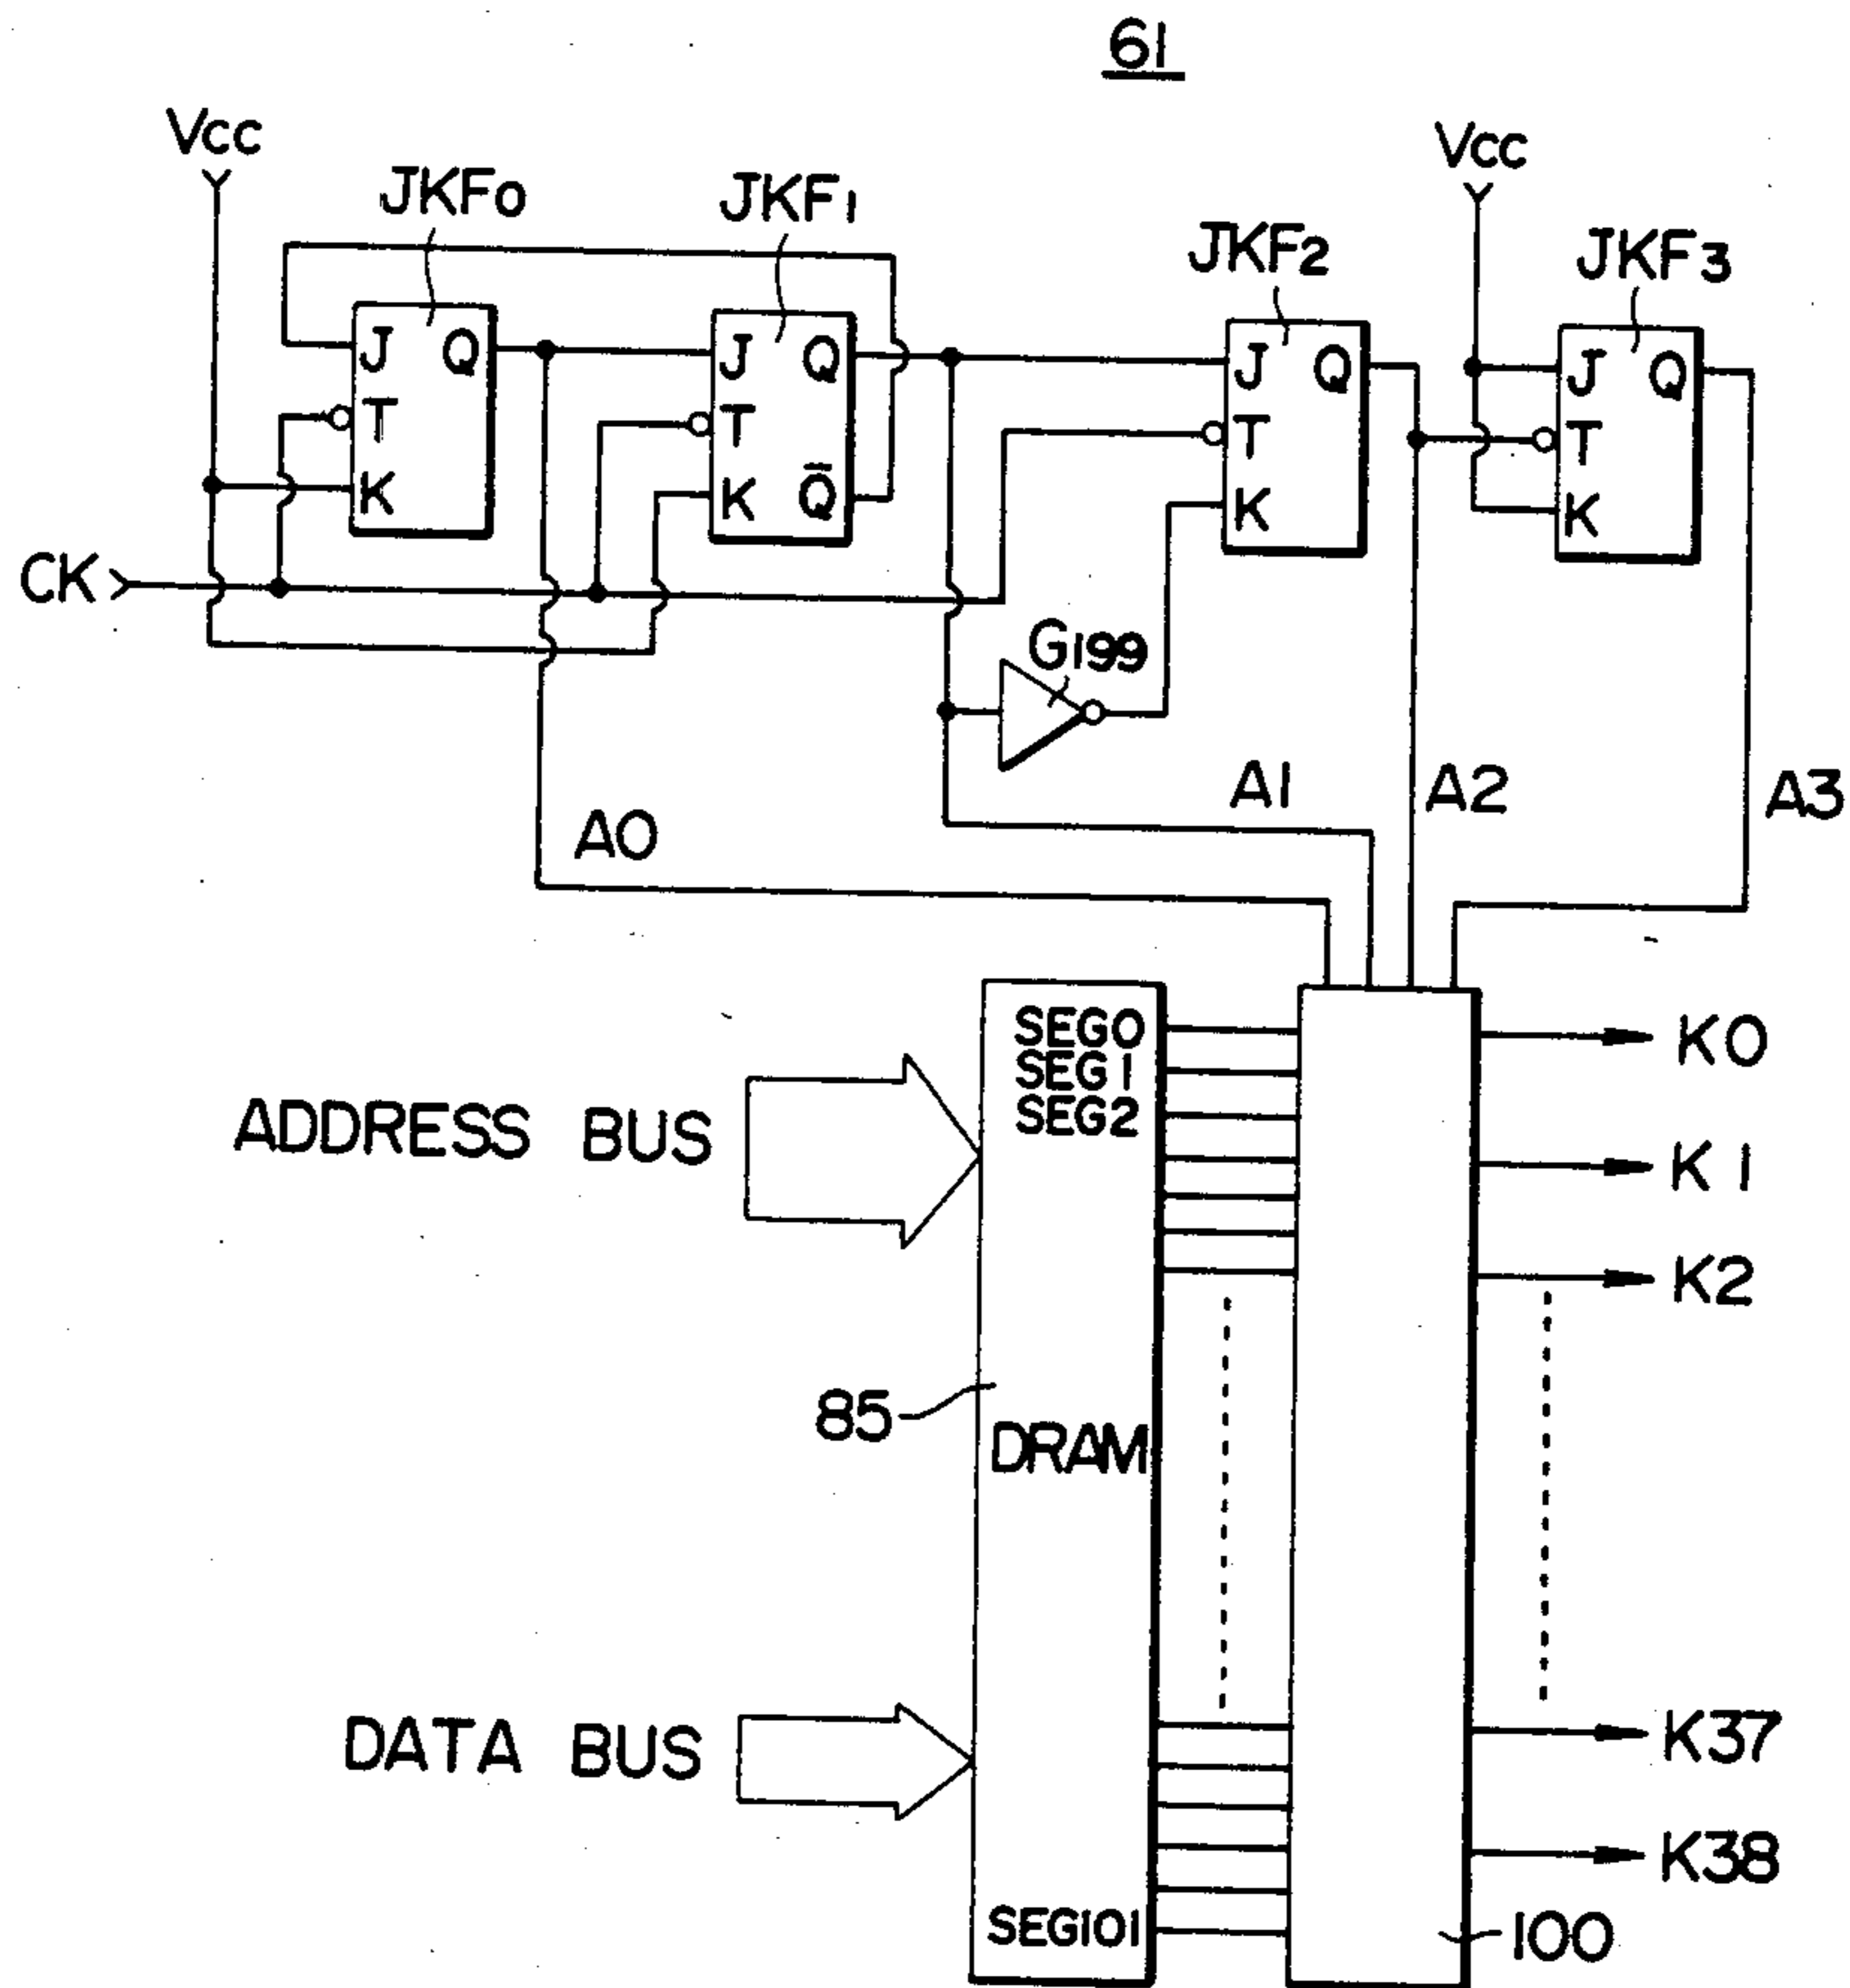 61
Vcc
Vcc
JKF0
JKF1
JKF2
JKF3
J Q
T
K
J Q
T
K Q̄
J Q
T
K
J Q
T
K
CK
G199
A0
A1
A2
A3
SEG0
SEG1
SEG2
K0
ADDRESS BUS
K1
K2
85
DRAM
DATA BUS
K37
K38
SEG101
100